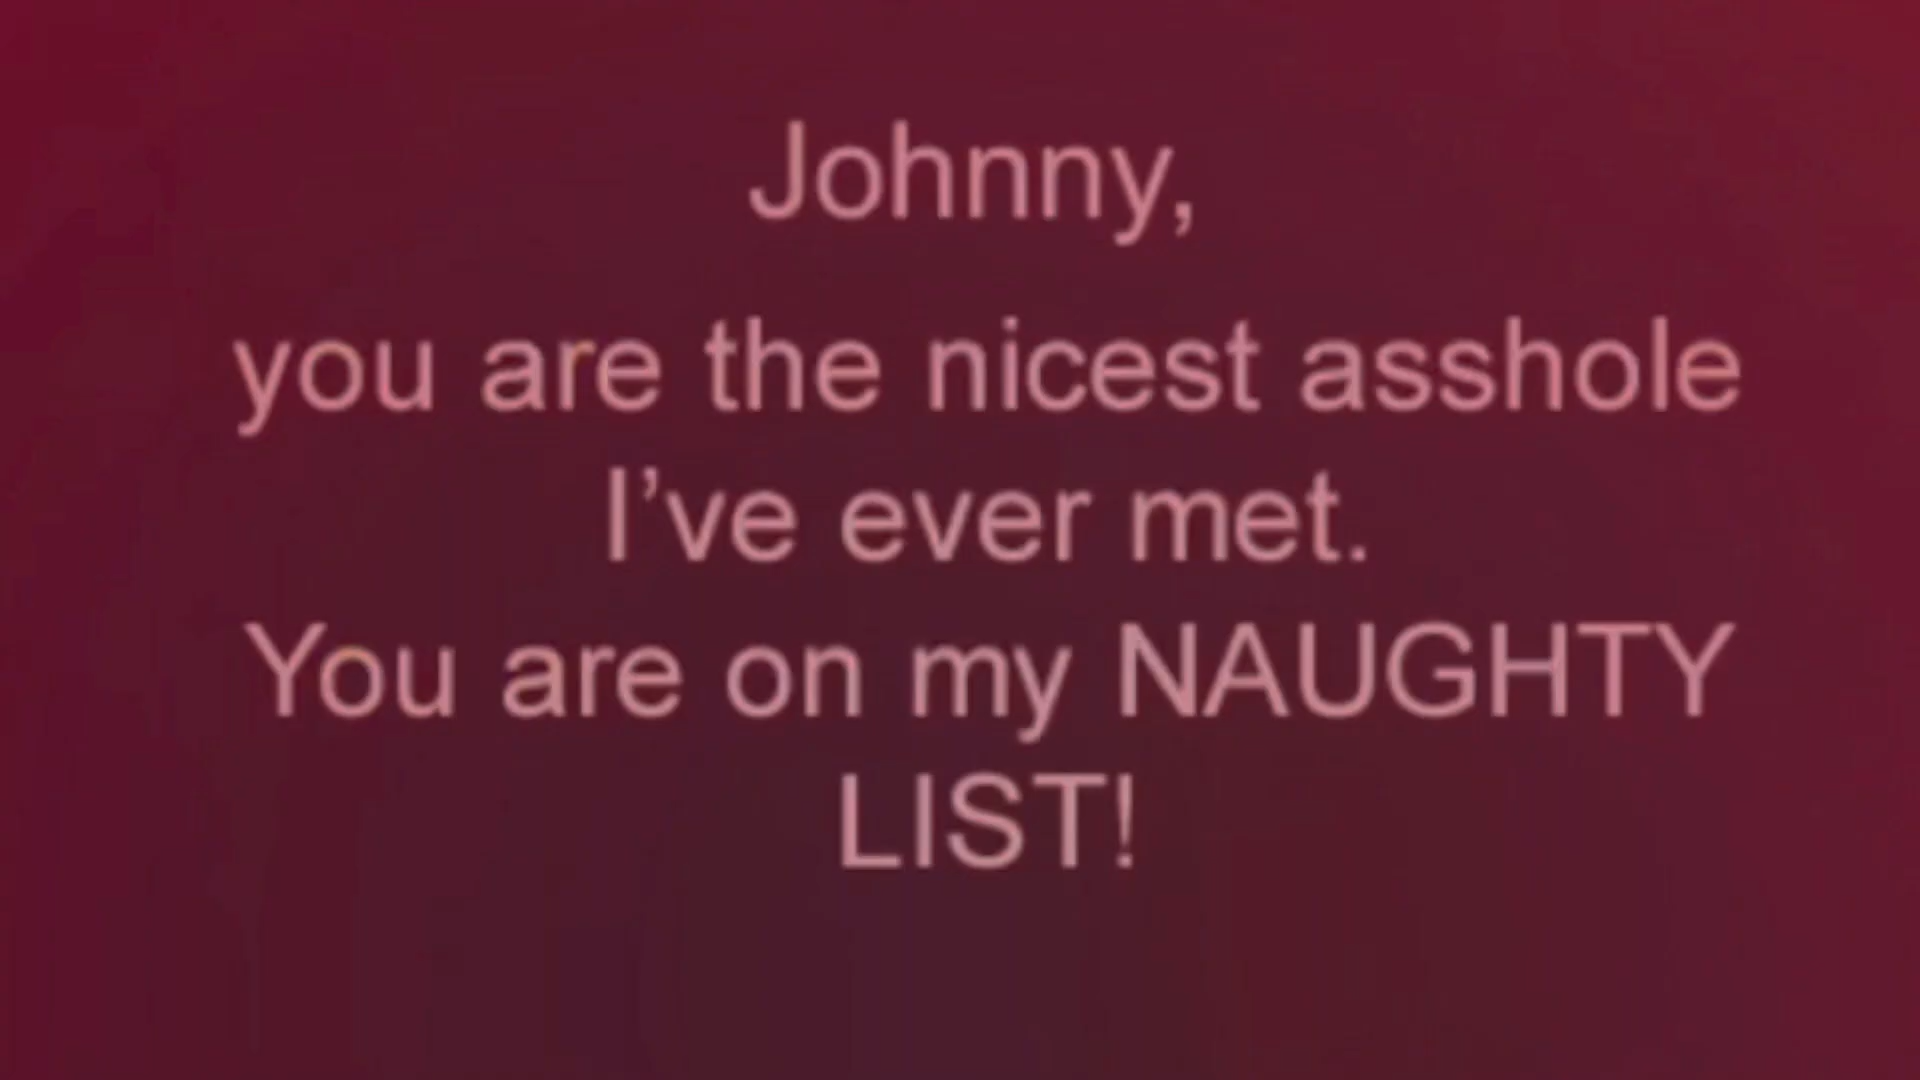 Johnny,
you are the nicest asshole
I’ve ever met.
You are on my NAUGHTY
LIST!